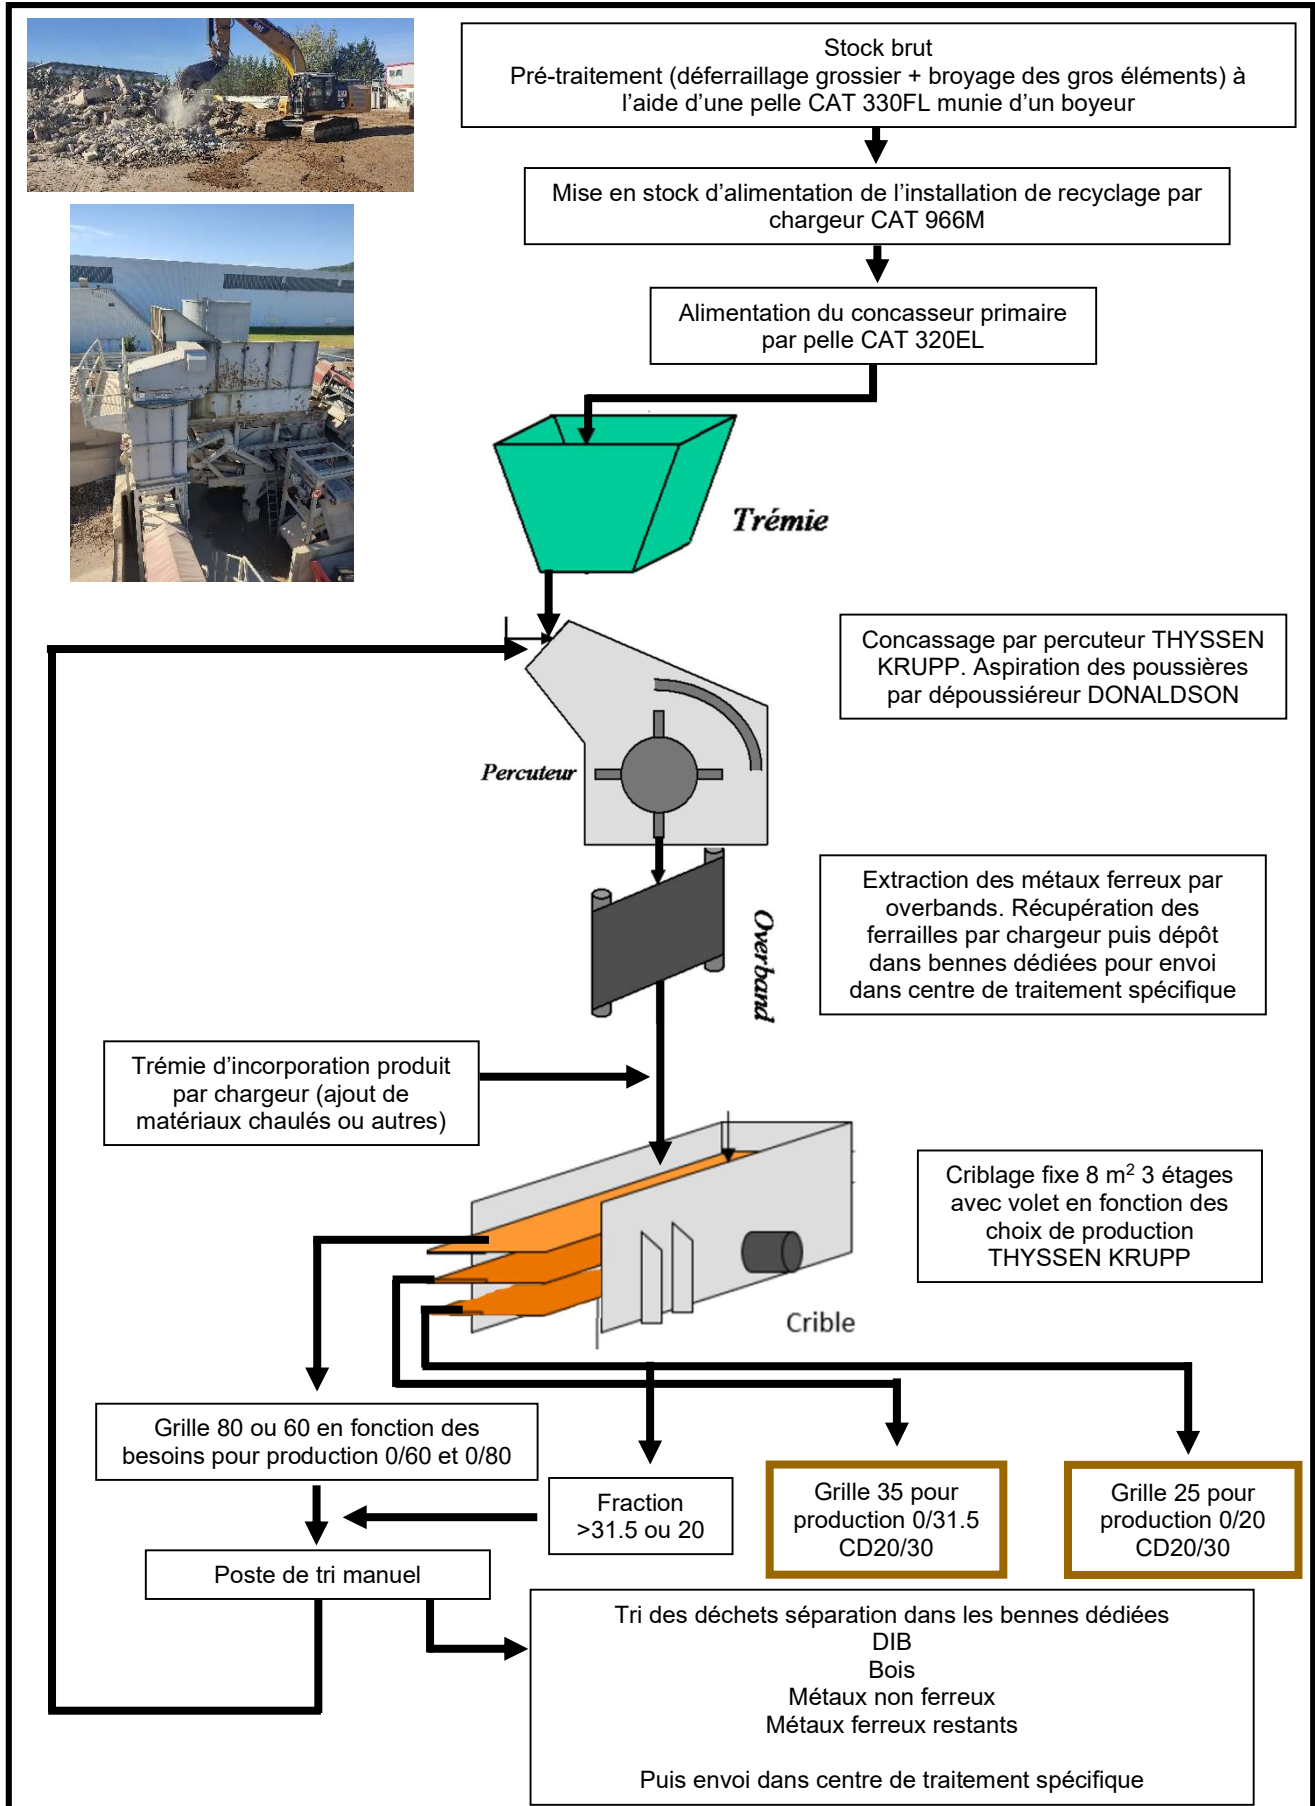 Stock brut
Pré-traitement (déferraillage grossier + broyage des gros éléments) à
l’aide d’une pelle CAT 330FL munie d’un boyeur
Mise en stock d’alimentation de l’installation de recyclage par
chargeur CAT 966M
Alimentation du concasseur primaire
par pelle CAT 320EL
Trémie
Concassage par percuteur THYSSEN
KRUPP. Aspiration des poussières
par dépoussiéreur DONALDSON
Percuteur
Extraction des métaux ferreux par
overbands. Récupération des
ferrailles par chargeur puis dépôt
dans bennes dédiées pour envoi
dans centre de traitement spécifique
Overband
Trémie d’incorporation produit
par chargeur (ajout de
matériaux chaulés ou autres)
Criblage fixe 8 m² 3 étages
avec volet en fonction des
choix de production
THYSSEN KRUPP
Crible
Grille 80 ou 60 en fonction des
besoins pour production 0/60 et 0/80
Fraction
>31.5 ou 20
Grille 35 pour
production 0/31.5
CD20/30
Grille 25 pour
production 0/20
CD20/30
Poste de tri manuel
Tri des déchets séparation dans les bennes dédiées
DIB
Bois
Métaux non ferreux
Métaux ferreux restants
Puis envoi dans centre de traitement spécifique